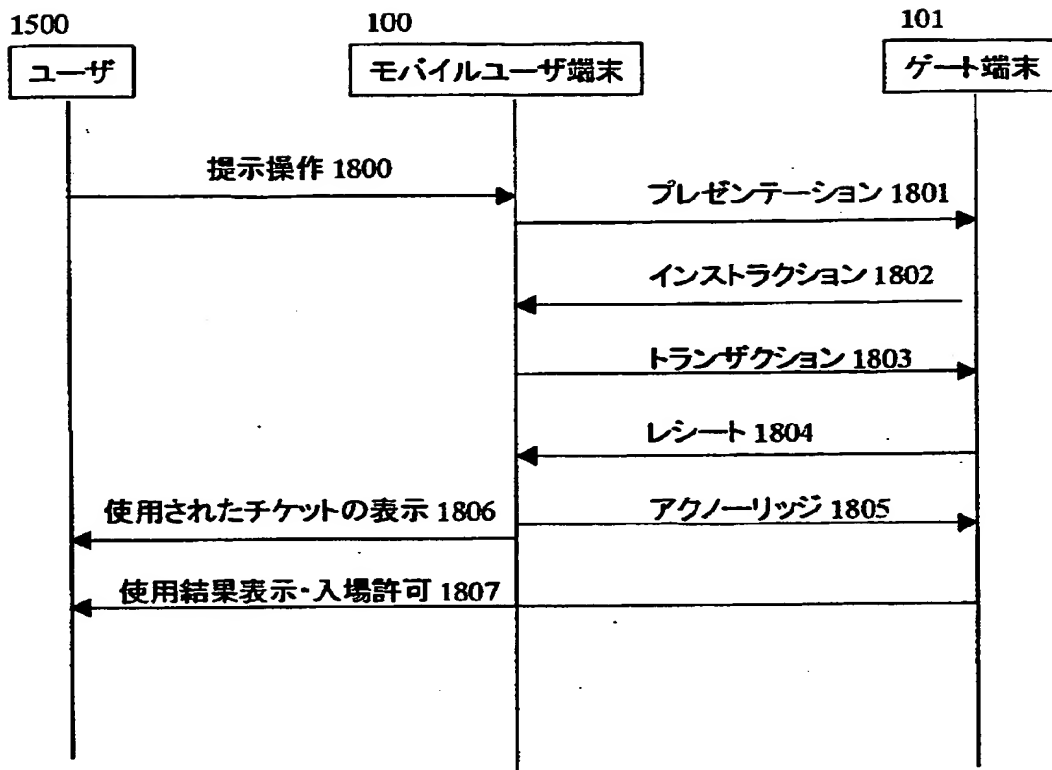 1500
100
101
ユーザ
モバイルユーザ端末
ゲート端末
提示操作 1800
プレゼンテーション 1801
インストラクション 1802
トランザクション 1803
レシート 1804
使用されたチケットの表示 1806
アクノーリッジ 1805
使用結果表示・入場許可 1807